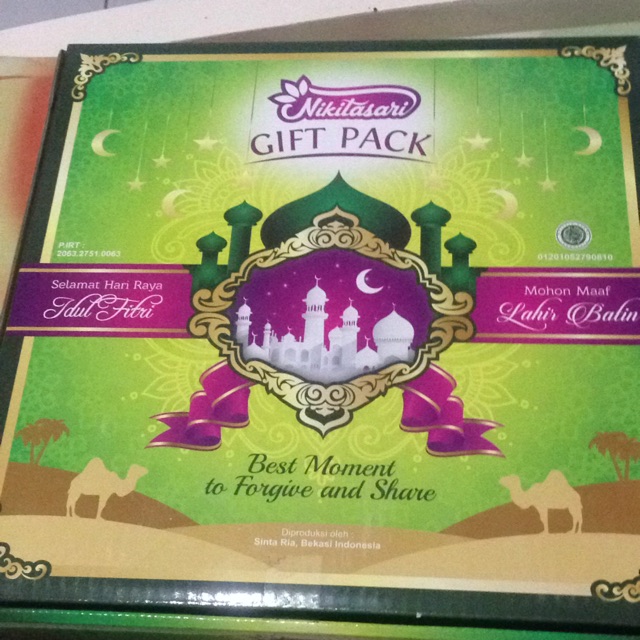 Nikitasari
GIFT PACK
P.IRT :
2063.2751.0063
01201052790810
Selamat Hari Raya
Idul Fitri
Mohon Maaf
Lahir Batin
Best Moment
to Forgive and Share
Diproduksi oleh :
Sinta Ria, Bekasi Indonesia